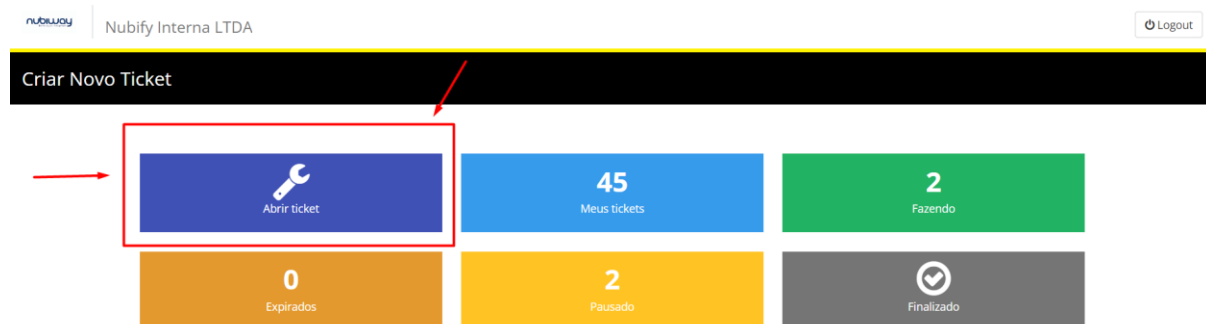 nubiway
Nubify Interna LTDA
Logout
Criar Novo Ticket
Abrir ticket
45
Meus tickets
2
Fazendo
0
Expirados
2
Pausado
Finalizado